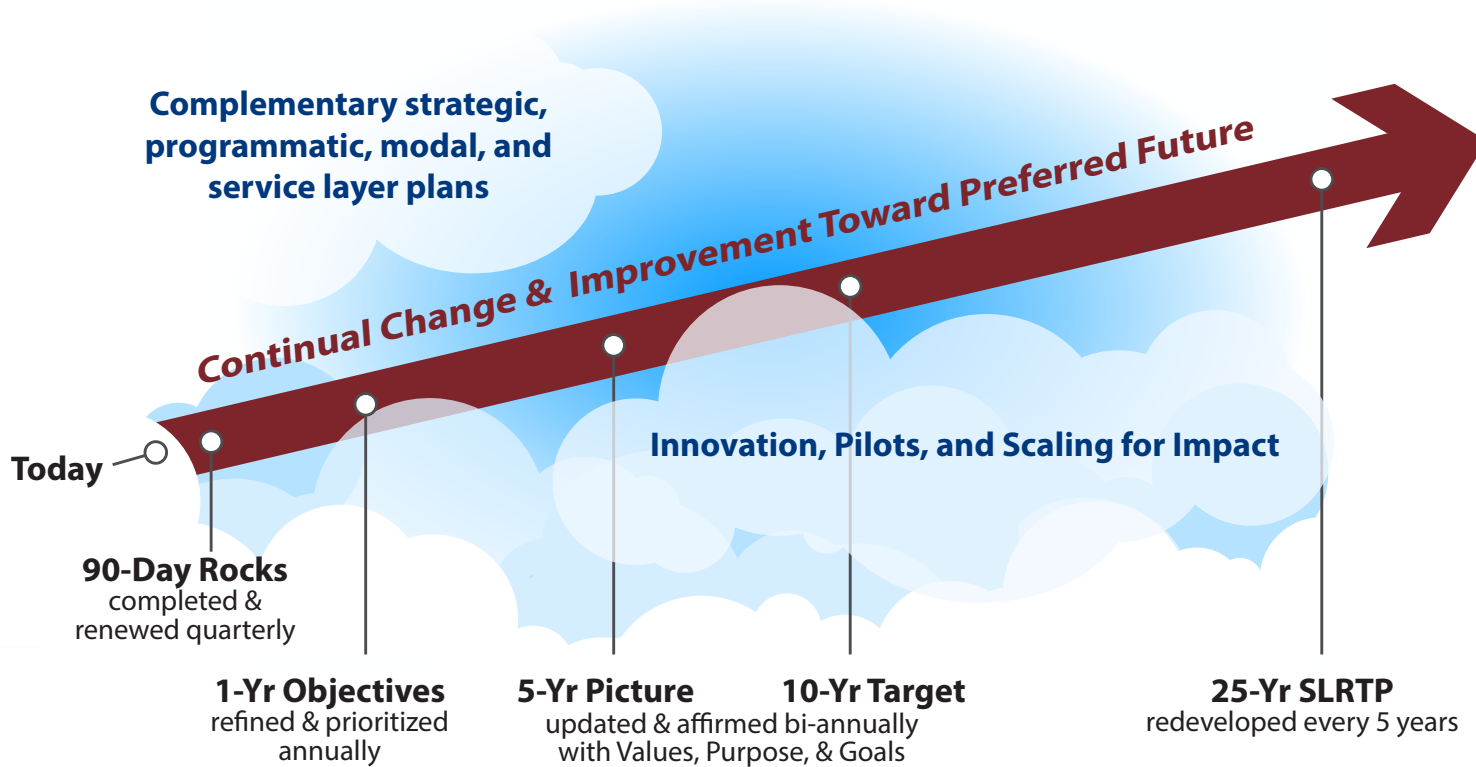 Complementary strategic,
programmatic, modal, and
service layer plans
Continual Change & Improvement Toward Preferred Future
Innovation, Pilots, and Scaling for Impact
Today
90-Day Rocks
completed &
renewed quarterly
1-Yr Objectives
refined & prioritized
annually
5-Yr Picture
10-Yr Target
updated & affirmed bi-annually
with Values, Purpose, & Goals
25-Yr SLRTP
redeveloped every 5 years